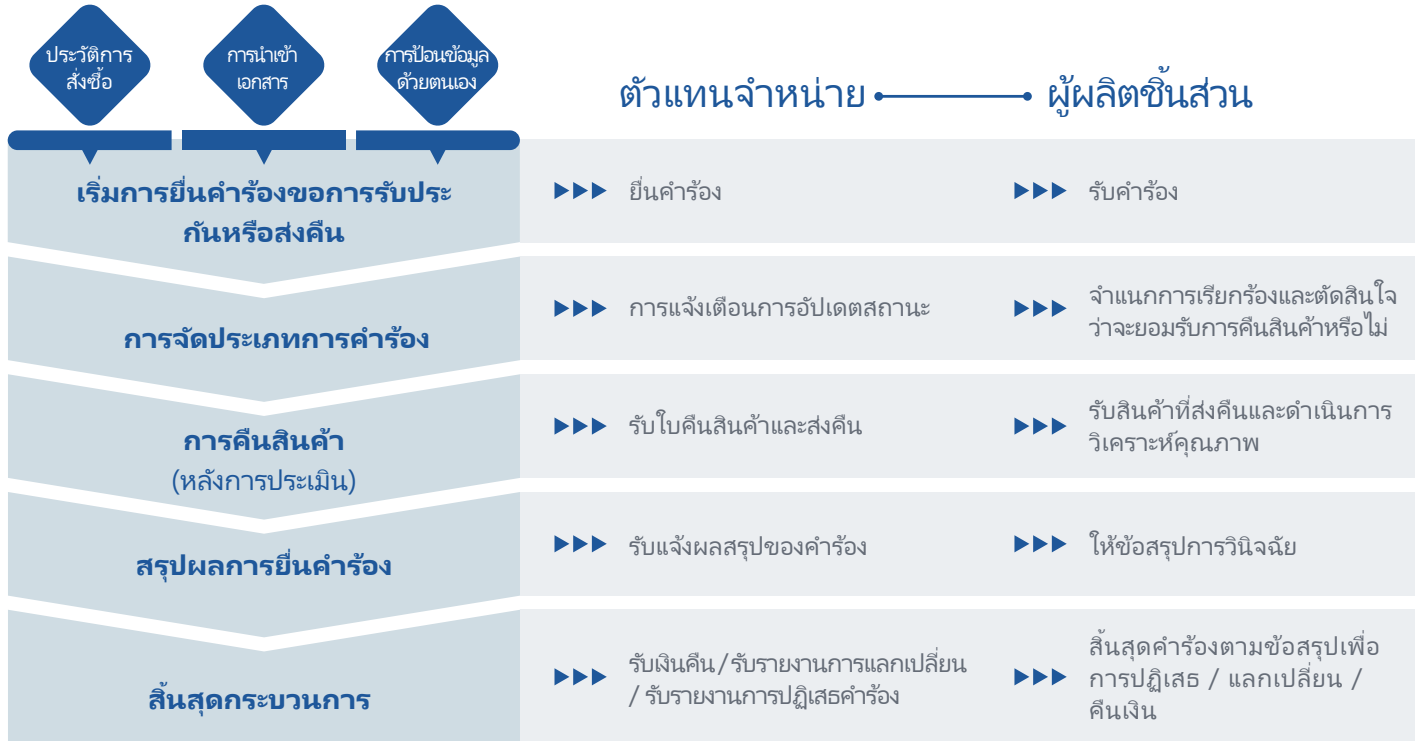 ประวัติการ
สั่งซื้อ
การนำเข้า
เอกสาร
การป้อนข้อมูล
ด้วยตนเอง
ตัวแทนจำหน่าย
ผู้ผลิตชิ้นส่วน
เริ่มการยื่นคำร้องขอการรับประ
กันหรือส่งคืน
ยื่นคำร้อง
รับคำร้อง
การจัดประเภทการคำร้อง
การแจ้งเตือนการอัปเดตสถานะ
จำแนกการเรียกร้องและตัดสินใจ
ว่าจะยอมรับการคืนสินค้าหรือไม่
การคืนสินค้า
(หลังการประเมิน)
รับใบคืนสินค้าและส่งคืน
รับสินค้าที่ส่งคืนและดำเนินการ
วิเคราะห์คุณภาพ
สรุปผลการยื่นคำร้อง
รับแจ้งผลสรุปของคำร้อง
ให้ข้อสรุปการวินิจฉัย
สิ้นสุดกระบวนการ
รับเงินคืน / รับรายงานการแลกเปลี่ยน
/ รับรายงานการปฏิเสธคำร้อง
สิ้นสุดคำร้องตามข้อสรุปเพื่อ
การปฏิเสธ / แลกเปลี่ยน /
คืนเงิน